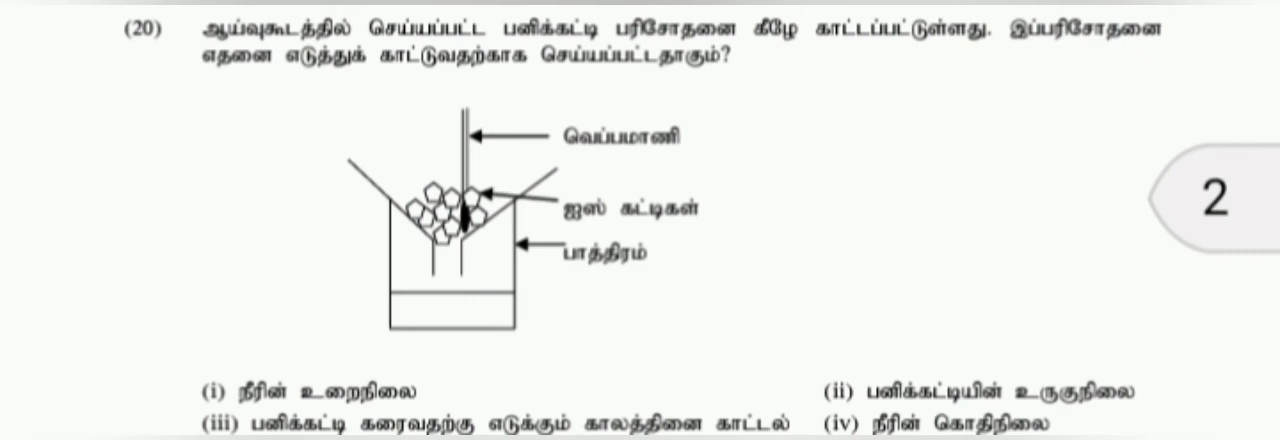 (20) ஆய்வுகூடத்தில் செய்யப்பட்ட பனிக்கட்டி பரிசோதனை கீழே காட்டப்பட்டுள்ளது. இப்பரிசோதனை
எதனை எடுத்துக் காட்டுவதற்காக செய்யப்பட்டதாகும்?
வெப்பமாணி
2
ஐஸ் கட்டிகள்
பாத்திரம்
(i) நீரின் உறைநிலை (ii) பனிக்கட்டியின் உருகுநிலை
(iii) பனிக்கட்டி கரைவதற்கு எடுக்கும் காலத்தினை காட்டல் (iv) நீரின் கொதிநிலை